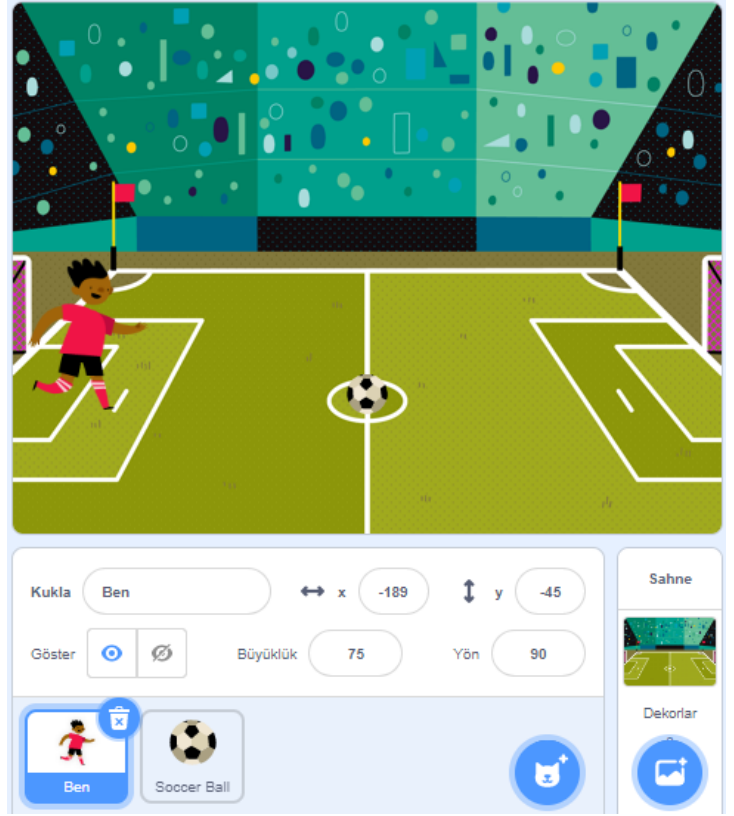 Kukla Ben x -189 y -45 Sahne
Göster Büyüklük 75 Yön 90
Dekorlar
Ben Soccer Ball